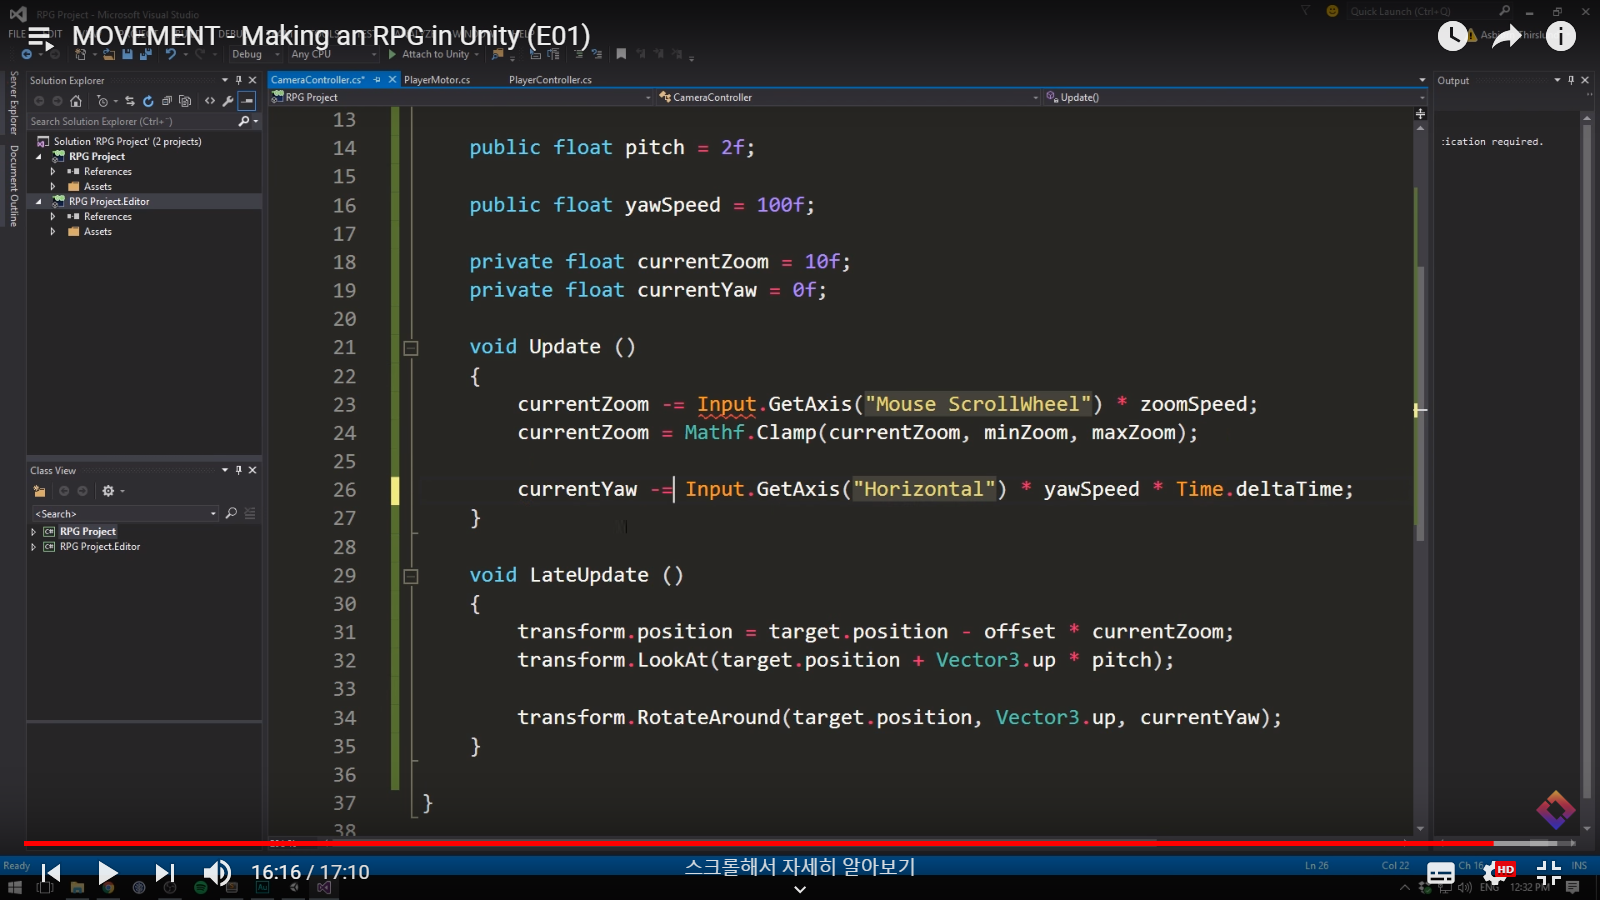 RPG Project - Microsoft Visual Studio
Quick Launch (Ctrl+Q)
MOVEMENT - Making an RPG in Unity (E01)
FILE
Debug
Any CPU
Attach to Unity
Server Explorer
Document Outline
Solution Explorer
Search Solution Explorer (Ctrl+¨)
Solution 'RPG Project' (2 projects)
RPG Project
References
Assets
RPG Project.Editor
References
Assets
Class View
<Search>
RPG Project
RPG Project.Editor
CameraController.cs*
PlayerMotor.cs
PlayerController.cs
RPG Project
CameraController
Update()
13
14 public float pitch = 2f;
15
16 public float yawSpeed = 100f;
17
18 private float currentZoom = 10f;
19 private float currentYaw = 0f;
20
21 void Update ()
22 {
23 currentZoom -= Input.GetAxis("Mouse ScrollWheel") * zoomSpeed;
24 currentZoom = Mathf.Clamp(currentZoom, minZoom, maxZoom);
25
26 currentYaw -= Input.GetAxis("Horizontal") * yawSpeed * Time.deltaTime;
27 }
28
29 void LateUpdate ()
30 {
31 transform.position = target.position - offset * currentZoom;
32 transform.LookAt(target.position + Vector3.up * pitch);
33
34 transform.RotateAround(target.position, Vector3.up, currentYaw);
35 }
36
37 }
38
Output
ication required.
Ready
16:16 / 17:10
스크롤해서 자세히 알아보기
Ln 26
Col 22
Ch 16
HD
INS
ENG
12:32 PM